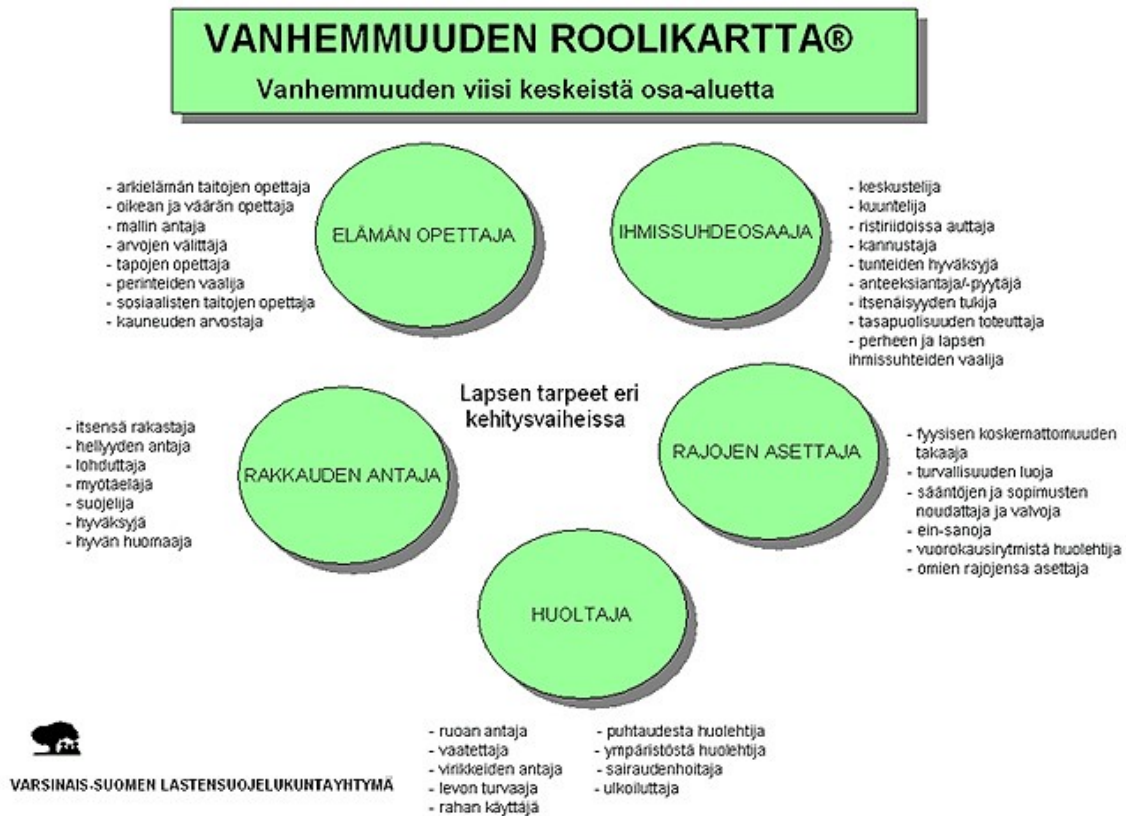 VANHEMMUUDEN ROOLIKARTTA®
Vanhemmuuden viisi keskeistä osa-aluetta
- arkielämän taitojen opettaja
- oikean ja väärän opettaja
- mallin antaja
- arvojen välittäjä
- tapojen opettaja
- perinteiden vaalija
- sosiaalisten taitojen opettaja
- kauneuden arvostaja
ELÄMÄN OPETTAJA
IHMISSUHDEOSAAJA
- keskustelija
- kuuntelija
- ristiriidoissa auttaja
- kannustaja
- tunteiden hyväksyjä
- anteeksiantaja/-pyytäjä
- itsenäisyyden tukija
- tasapuolisuuden toteuttaja
- perheen ja lapsen
ihmissuhteiden vaalija
Lapsen tarpeet eri
kehitysvaiheissa
- itsensä rakastaja
- hellyyden antaja
- lohduttaja
- myötäeläjä
- suojelija
- hyväksyjä
- hyvän huomaaja
RAKKAUDEN ANTAJA
RAJOJEN ASETTAJA
- fyysisen koskemattomuuden
takaaja
- turvallisuuden luoja
- sääntöjen ja sopimusten
noudattaja ja valvoja
- ein-sanoja
- vuorokausirytmistä huolehtija
- omien rajojensa asettaja
HUOLTAJA
- ruoan antaja
- vaatettaja
- virikkeiden antaja
- levon turvaaja
- rahan käyttäjä
- puhtaudesta huolehtija
- ympäristöstä huolehtija
- sairaudenhoitaja
- ulkoiluttaja
VARSINAIS-SUOMEN LASTENSUOJELUKUNTAYHTYMÄ